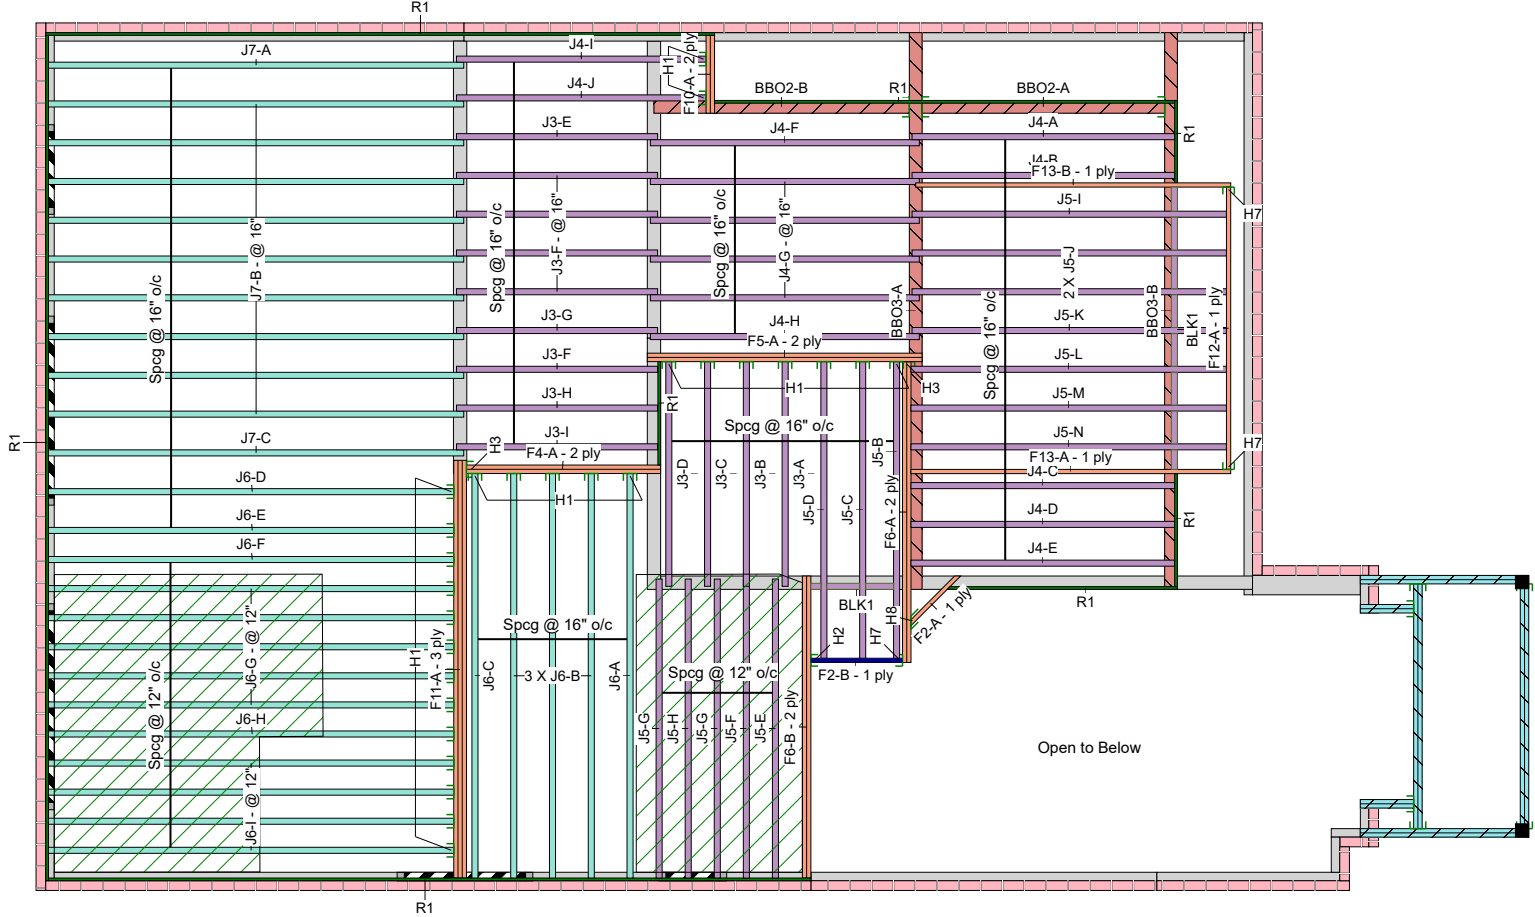 R1
J7-A
J4-I
H1
F10-A - 2 ply
J4-J
BBO2-B
R1
BBO2-A
J3-E
J4-F
J4-A
R1
J4-B
F13-B - 1 ply
J5-I
H7
Spcg @ 16" o/c
J7-B - @ 16"
Spcg @ 16" o/c
J3-F - @ 16"
Spcg @ 16" o/c
J4-G - @ 16"
BBO3-A
2 X J5-J
Spcg @ 16" o/c
BBO3-B
BLK1
F12-A - 1 ply
J3-G
J4-H
F5-A - 2 ply
J5-K
J3-F
J5-L
H1
H3
J3-H
R1
J5-M
Spcg @ 16" o/c
J3-I
J5-N
R1
J7-C
H3
F4-A - 2 ply
F13-A - 1 ply
H7
J4-C
J6-D
H1
J3-D
J3-C
J3-B
J3-A
J5-D
J5-C
J5-B
F6-A - 2 ply
J6-E
J4-D
R1
J6-F
J4-E
R1
J6-G - @ 12"
Spcg @ 16" o/c
BLK1
H8
F2-A - 1 ply
H2
H7
F2-B - 1 ply
H1
F11-A - 3 ply
J6-C
3 X J6-B
J6-A
Spcg @ 12" o/c
Spcg @ 12" o/c
J6-H
J5-G
J5-H
J5-G
J5-F
J5-E
F6-B - 2 ply
Open to Below
J6-I - @ 12"
R1